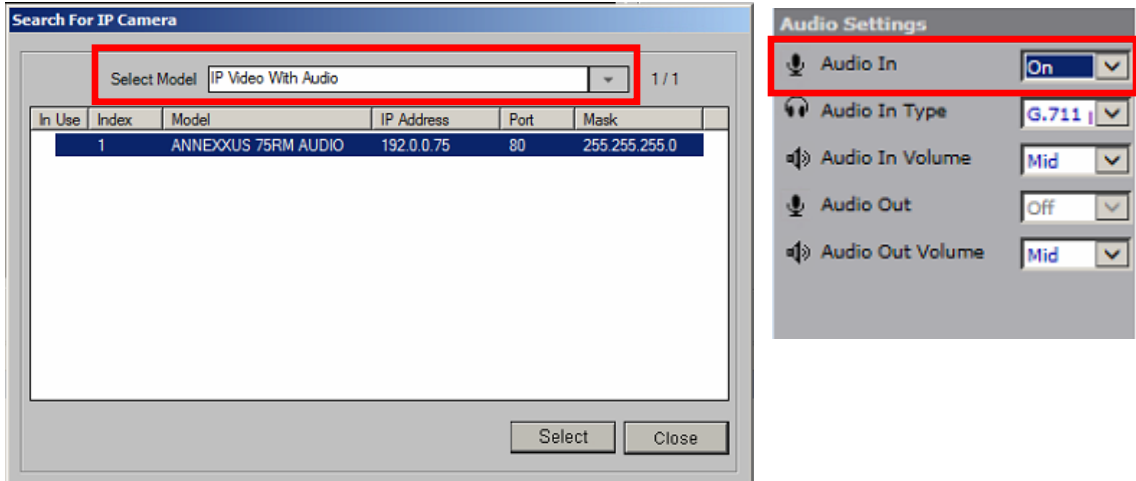 Search For IP Camera
Select Model IP Video With Audio 1 / 1
In Use Index Model IP Address Port Mask
1 ANNEXXUS 75RM AUDIO 192.0.0.75 80 255.255.255.0
Select Close
Audio Settings
Audio In On
Audio In Type G.711
Audio In Volume Mid
Audio Out Off
Audio Out Volume Mid